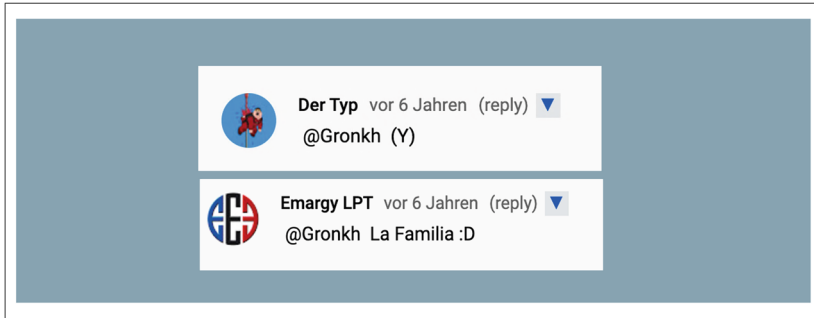 Der Typ vor 6 Jahren (reply) ▼
@Gronkh (Y)
Emargy LPT vor 6 Jahren (reply) ▼
@Gronkh La Familia :D